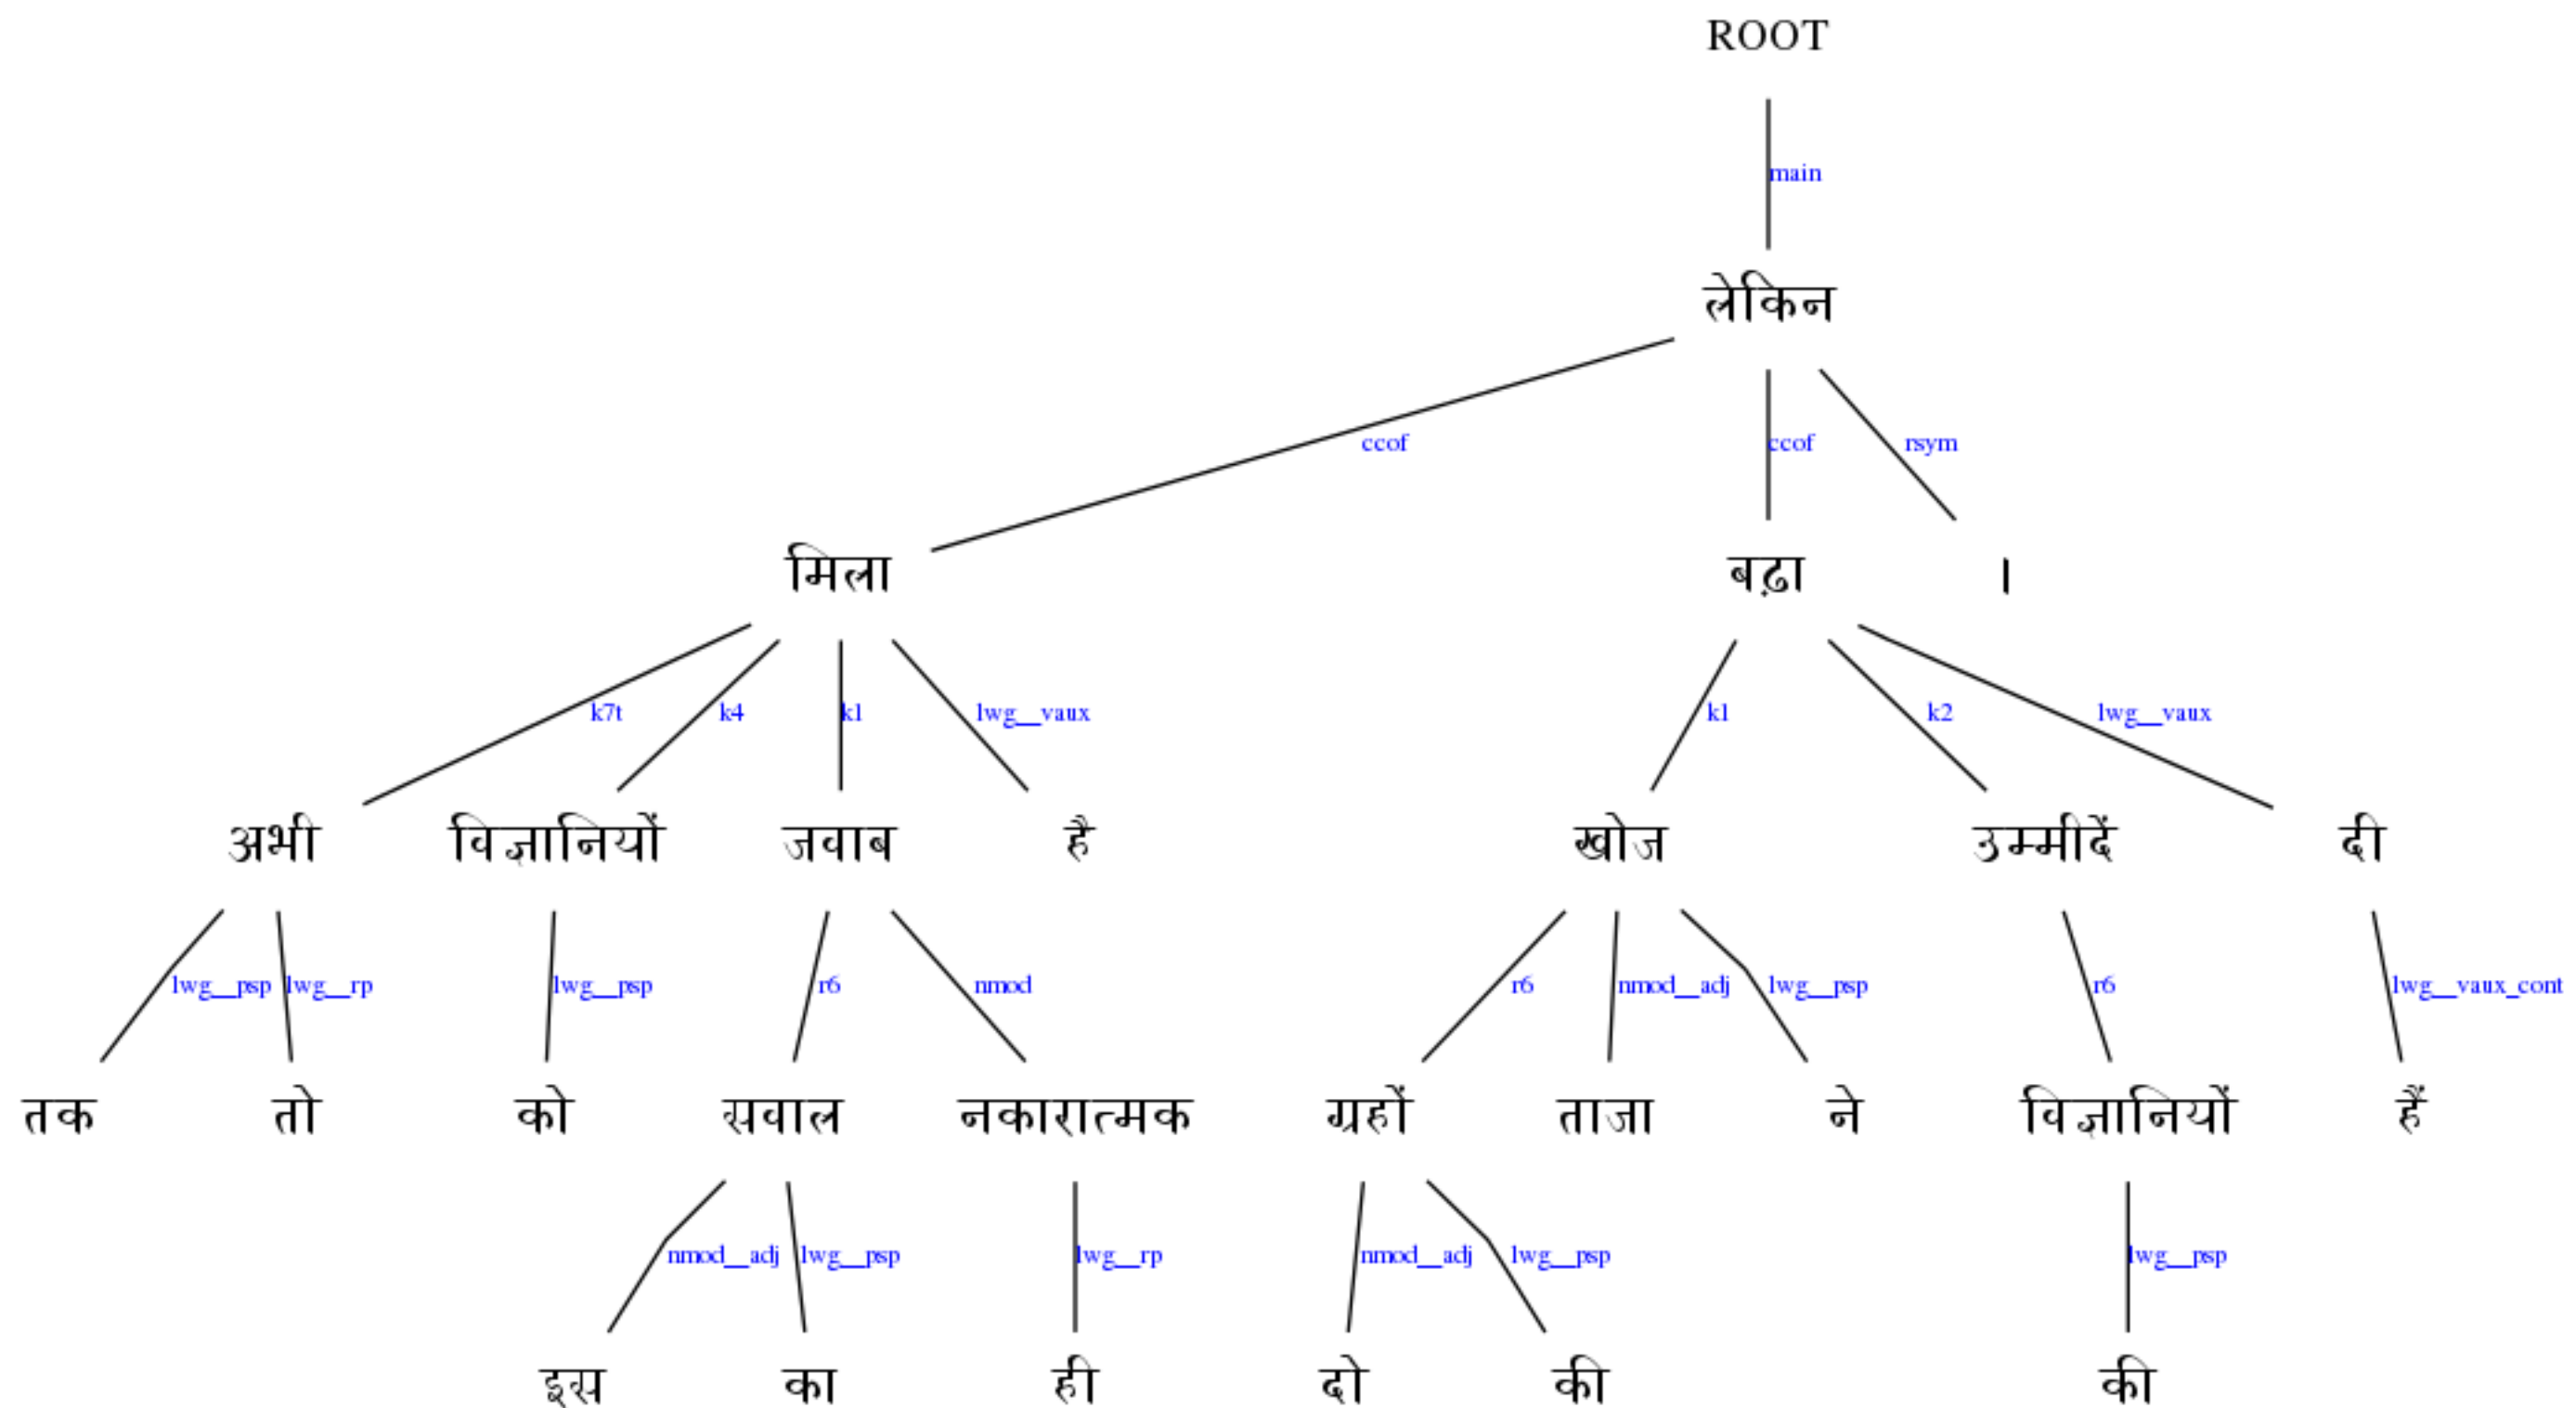 ROOT
main
लेकिन
ccof ccof rsym
मिला बढ़ा ।
k7t k4 k1 lwg__vaux k1 k2 lwg__vaux
अभी विज्ञानियों जवाब है खोज उम्मीदें दी
lwg__psp lwg__rp lwg__psp r6 nmod r6 nmod__adj lwg__psp r6 lwg__vaux_cont
तक तो को सवाल नकारात्मक ग्रहों ताजा ने विज्ञानियों हैं
nmod__adj lwg__psp lwg__rp nmod__adj lwg__psp lwg__psp
इस का ही दो की की